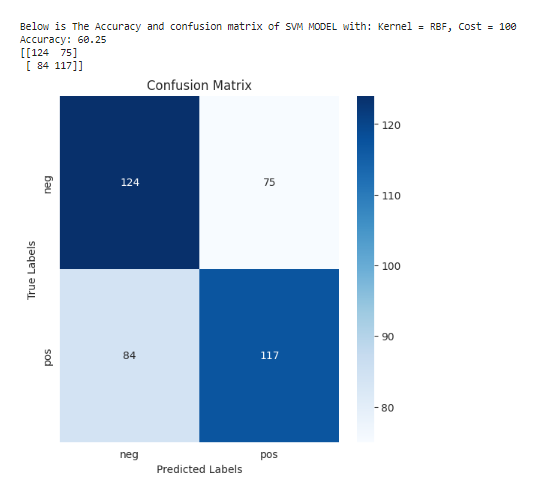 Below is The Accuracy and confusion matrix of SVM MODEL with: Kernel = RBF, Cost = 100
Accuracy: 60.25
[[124  75]
 [ 84 117]]
Confusion Matrix
neg
pos
True Labels
124
75
84
117
neg
pos
Predicted Labels
120
110
100
90
80